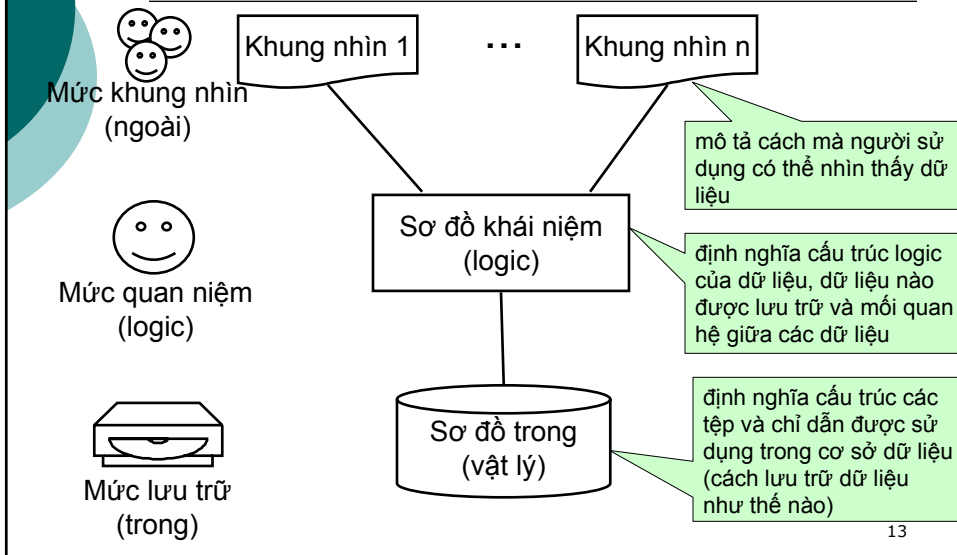 Khung nhìn 1
...
Khung nhìn n
Mức khung nhìn
(ngoài)
mô tả cách mà người sử
dụng có thể nhìn thấy dữ
liệu
Sơ đồ khái niệm
(logic)
Mức quan niệm
(logic)
định nghĩa cấu trúc logic
của dữ liệu, dữ liệu nào
được lưu trữ và mối quan
hệ giữa các dữ liệu
Sơ đồ trong
(vật lý)
Mức lưu trữ
(trong)
định nghĩa cấu trúc các
tệp và chỉ dẫn được sử
dụng trong cơ sở dữ liệu
(cách lưu trữ dữ liệu
như thế nào)
13